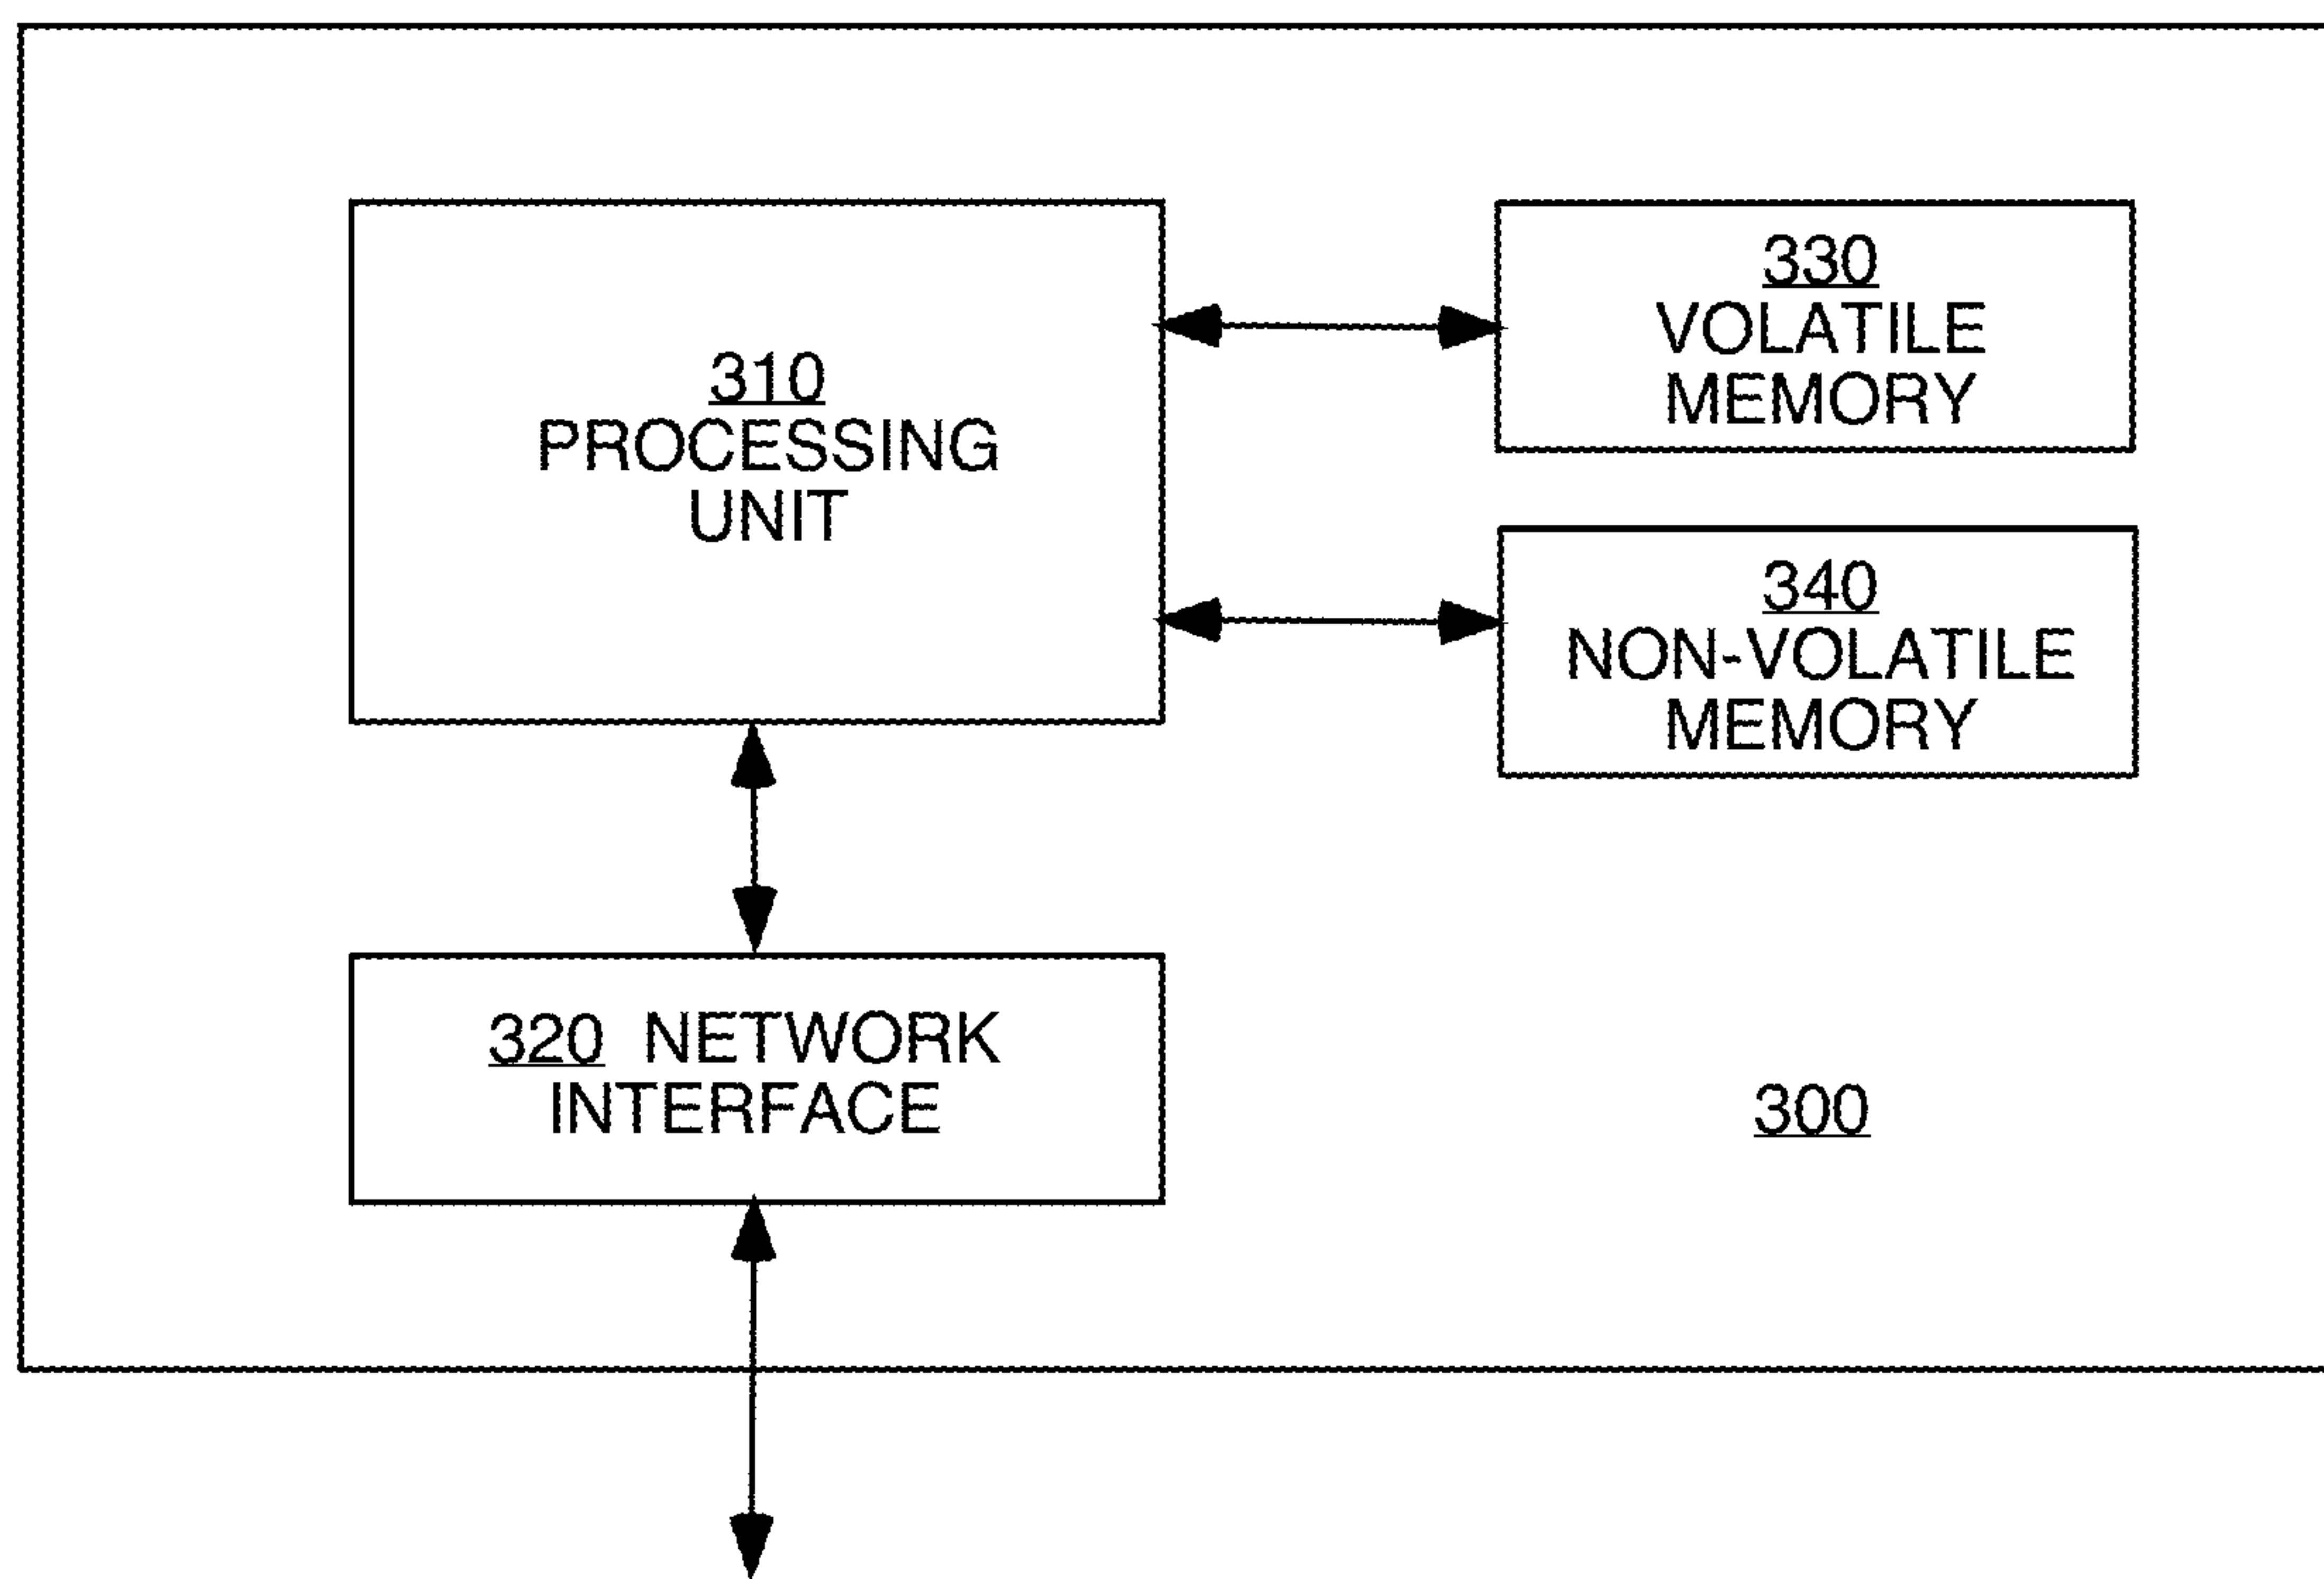 310
PROCESSING
UNIT
330
VOLATILE
MEMORY
340
NON-VOLATILE
MEMORY
320 NETWORK
INTERFACE
300